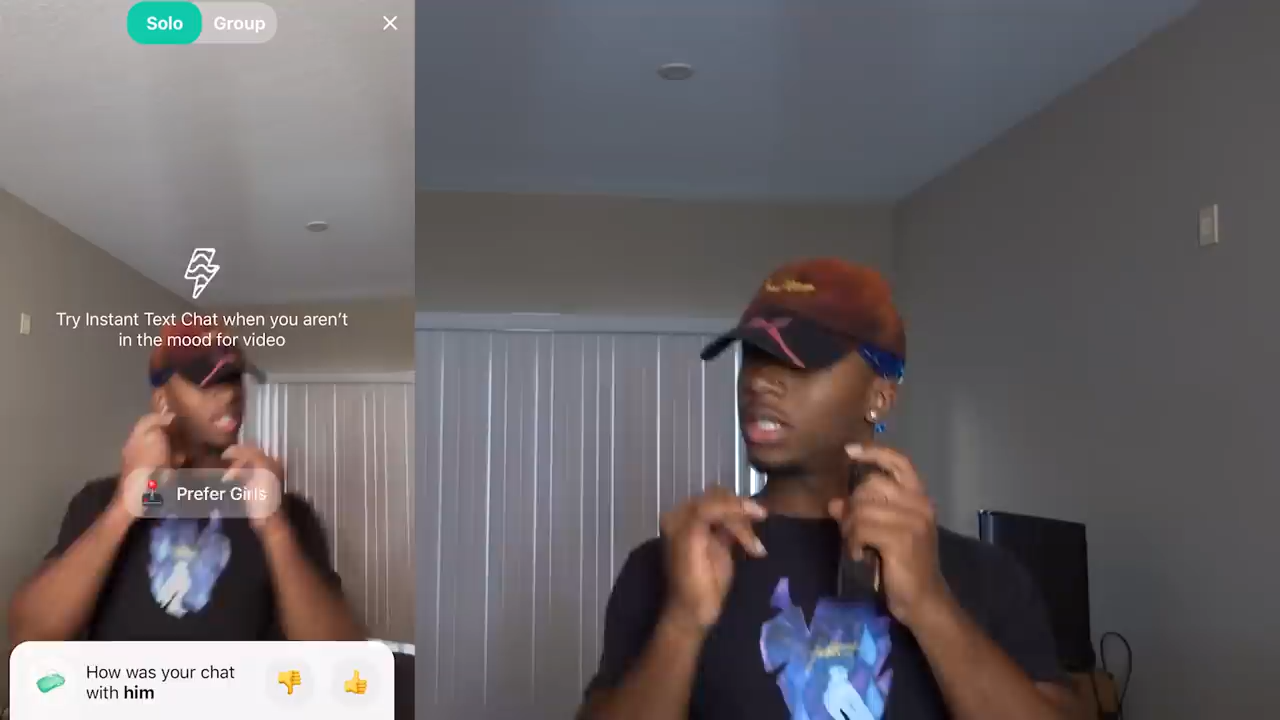 Solo
Group
Try Instant Text Chat when you aren’t
in the mood for video
Prefer Girls
How was your chat
with him